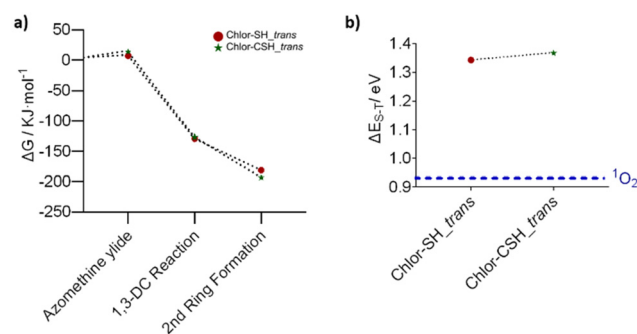 a)
Chlor-SH_trans
Chlor-CSH_trans
ΔG / KJ·mol⁻¹
50
0
-50
-100
-150
-200
-250
Azomethine ylide
1,3-DC Reaction
2nd Ring Formation
b)
ΔE_S-T/ eV
1.4
1.3
1.2
1.1
1.0
0.9
¹O₂
Chlor-SH_trans
Chlor-CSH_trans